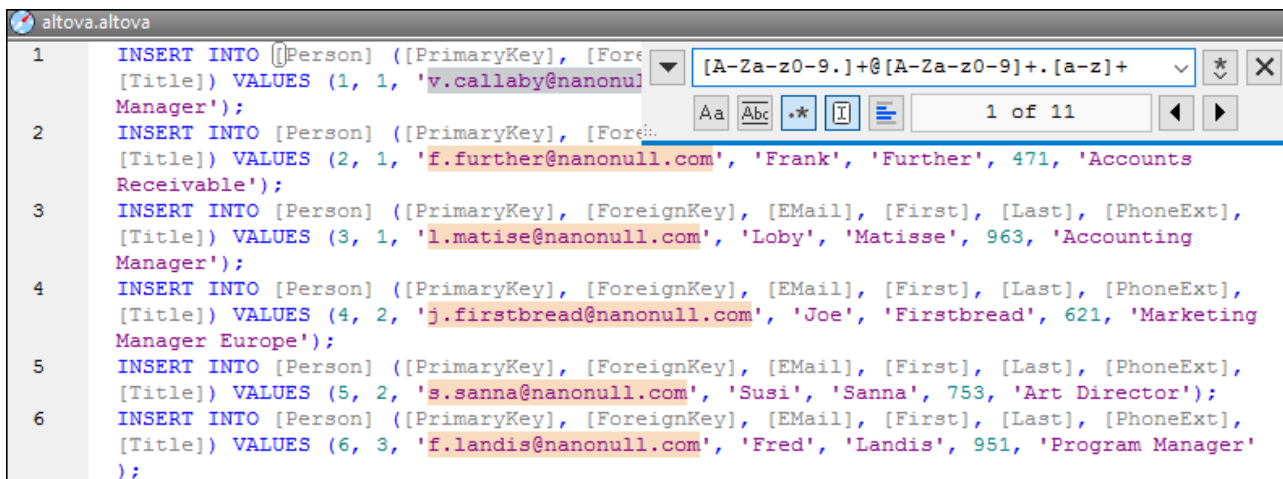 altova.altova
1 INSERT INTO [Person] ([PrimaryKey], [Fore
[Title]) VALUES (1, 1, 'v.callaby@nanonul
Manager');
[A-Za-z0-9.]+@[A-Za-z0-9]+.[a-z]+
Aa Abc .* 1 of 11
2 INSERT INTO [Person] ([PrimaryKey], [Fore
[Title]) VALUES (2, 1, 'f.further@nanonull.com', 'Frank', 'Further', 471, 'Accounts
Receivable');
3 INSERT INTO [Person] ([PrimaryKey], [ForeignKey], [EMail], [First], [Last], [PhoneExt],
[Title]) VALUES (3, 1, 'l.matise@nanonull.com', 'Loby', 'Matisse', 963, 'Accounting
Manager');
4 INSERT INTO [Person] ([PrimaryKey], [ForeignKey], [EMail], [First], [Last], [PhoneExt],
[Title]) VALUES (4, 2, 'j.firstbread@nanonull.com', 'Joe', 'Firstbread', 621, 'Marketing
Manager Europe');
5 INSERT INTO [Person] ([PrimaryKey], [ForeignKey], [EMail], [First], [Last], [PhoneExt],
[Title]) VALUES (5, 2, 's.sanna@nanonull.com', 'Susi', 'Sanna', 753, 'Art Director');
6 INSERT INTO [Person] ([PrimaryKey], [ForeignKey], [EMail], [First], [Last], [PhoneExt],
[Title]) VALUES (6, 3, 'f.landis@nanonull.com', 'Fred', 'Landis', 951, 'Program Manager'
);